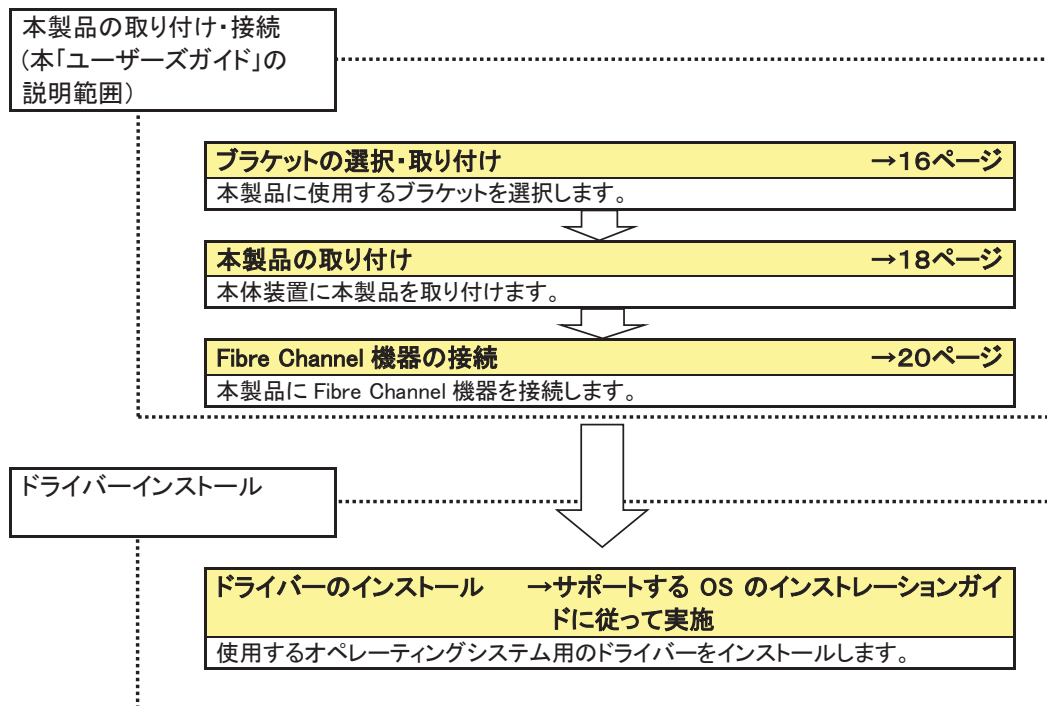 本製品の取り付け・接続
(本「ユーザーズガイド」の
説明範囲)
ブラケットの選択・取り付け →16ページ
本製品に使用するブラケットを選択します。
本製品の取り付け →18ページ
本体装置に本製品を取り付けます。
Fibre Channel 機器の接続 →20ページ
本製品に Fibre Channel 機器を接続します。
ドライバーインストール
ドライバーのインストール →サポートする OS のインストレーションガイ
ドに従って実施
使用するオペレーティングシステム用のドライバーをインストールします。